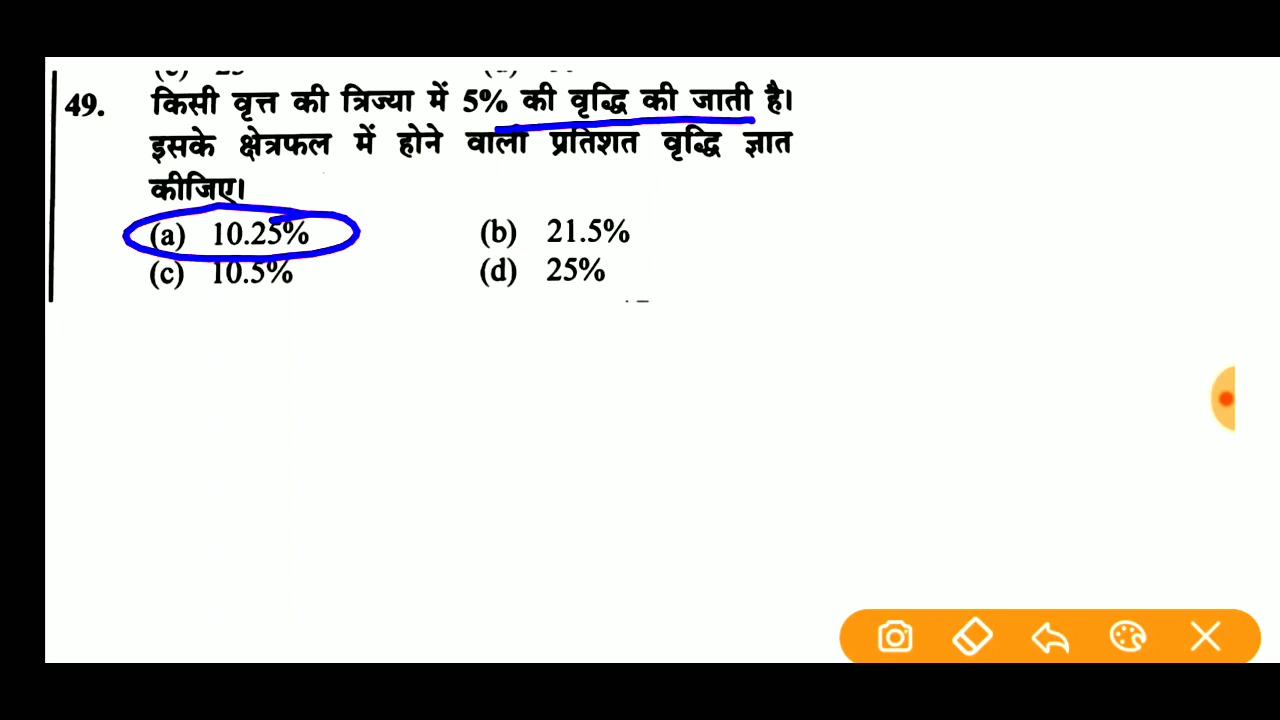 49. किसी वृत्त की त्रिज्या में 5% की वृद्धि की जाती है।
इसके क्षेत्रफल में होने वाली प्रतिशत वृद्धि ज्ञात
कीजिए।
(a) 10.25% (b) 21.5%
(c) 10.5% (d) 25%